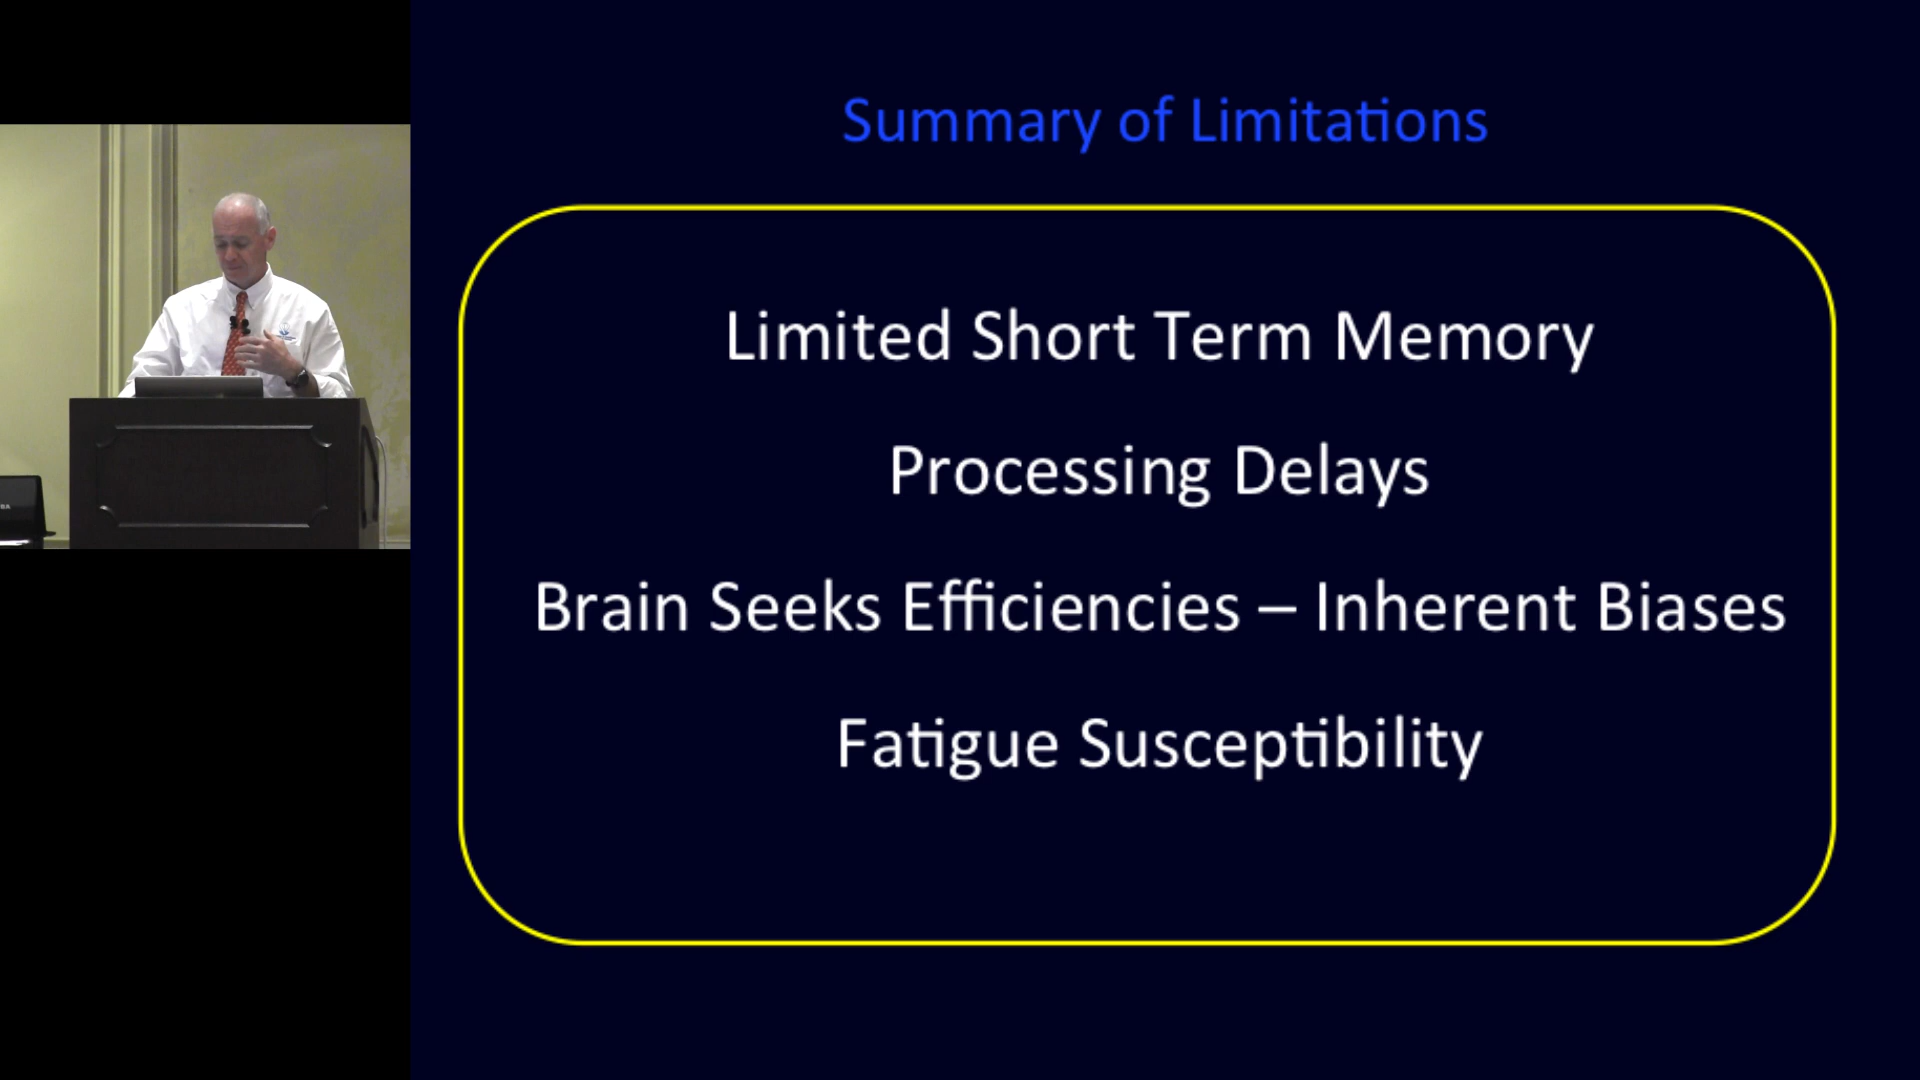 Summary of Limitations
Limited Short Term Memory
Processing Delays
Brain Seeks Efficiencies – Inherent Biases
Fatigue Susceptibility